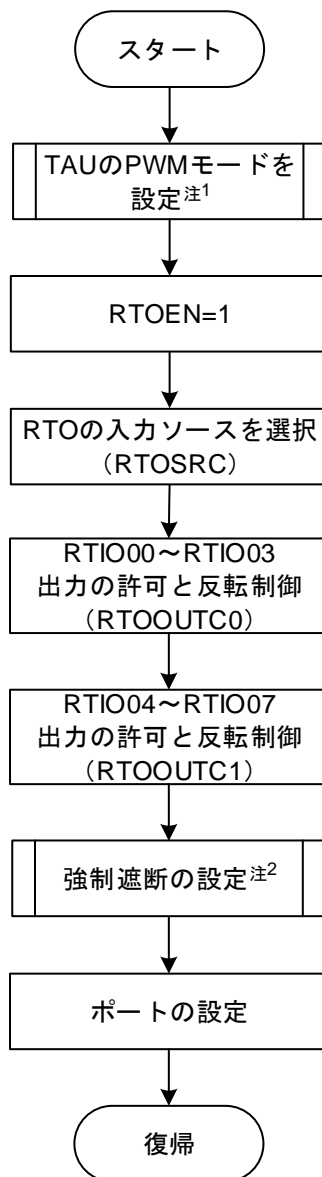 スタート
TAUのPWMモードを
設定注1
RTOEN=1
RTOの入力ソースを選択
（RTOSRC）
RTIO00～RTIO03
出力の許可と反転制御
（RTOOUTC0）
RTIO04～RTIO07
出力の許可と反転制御
（RTOOUTC1）
強制遮断の設定注2
ポートの設定
復帰